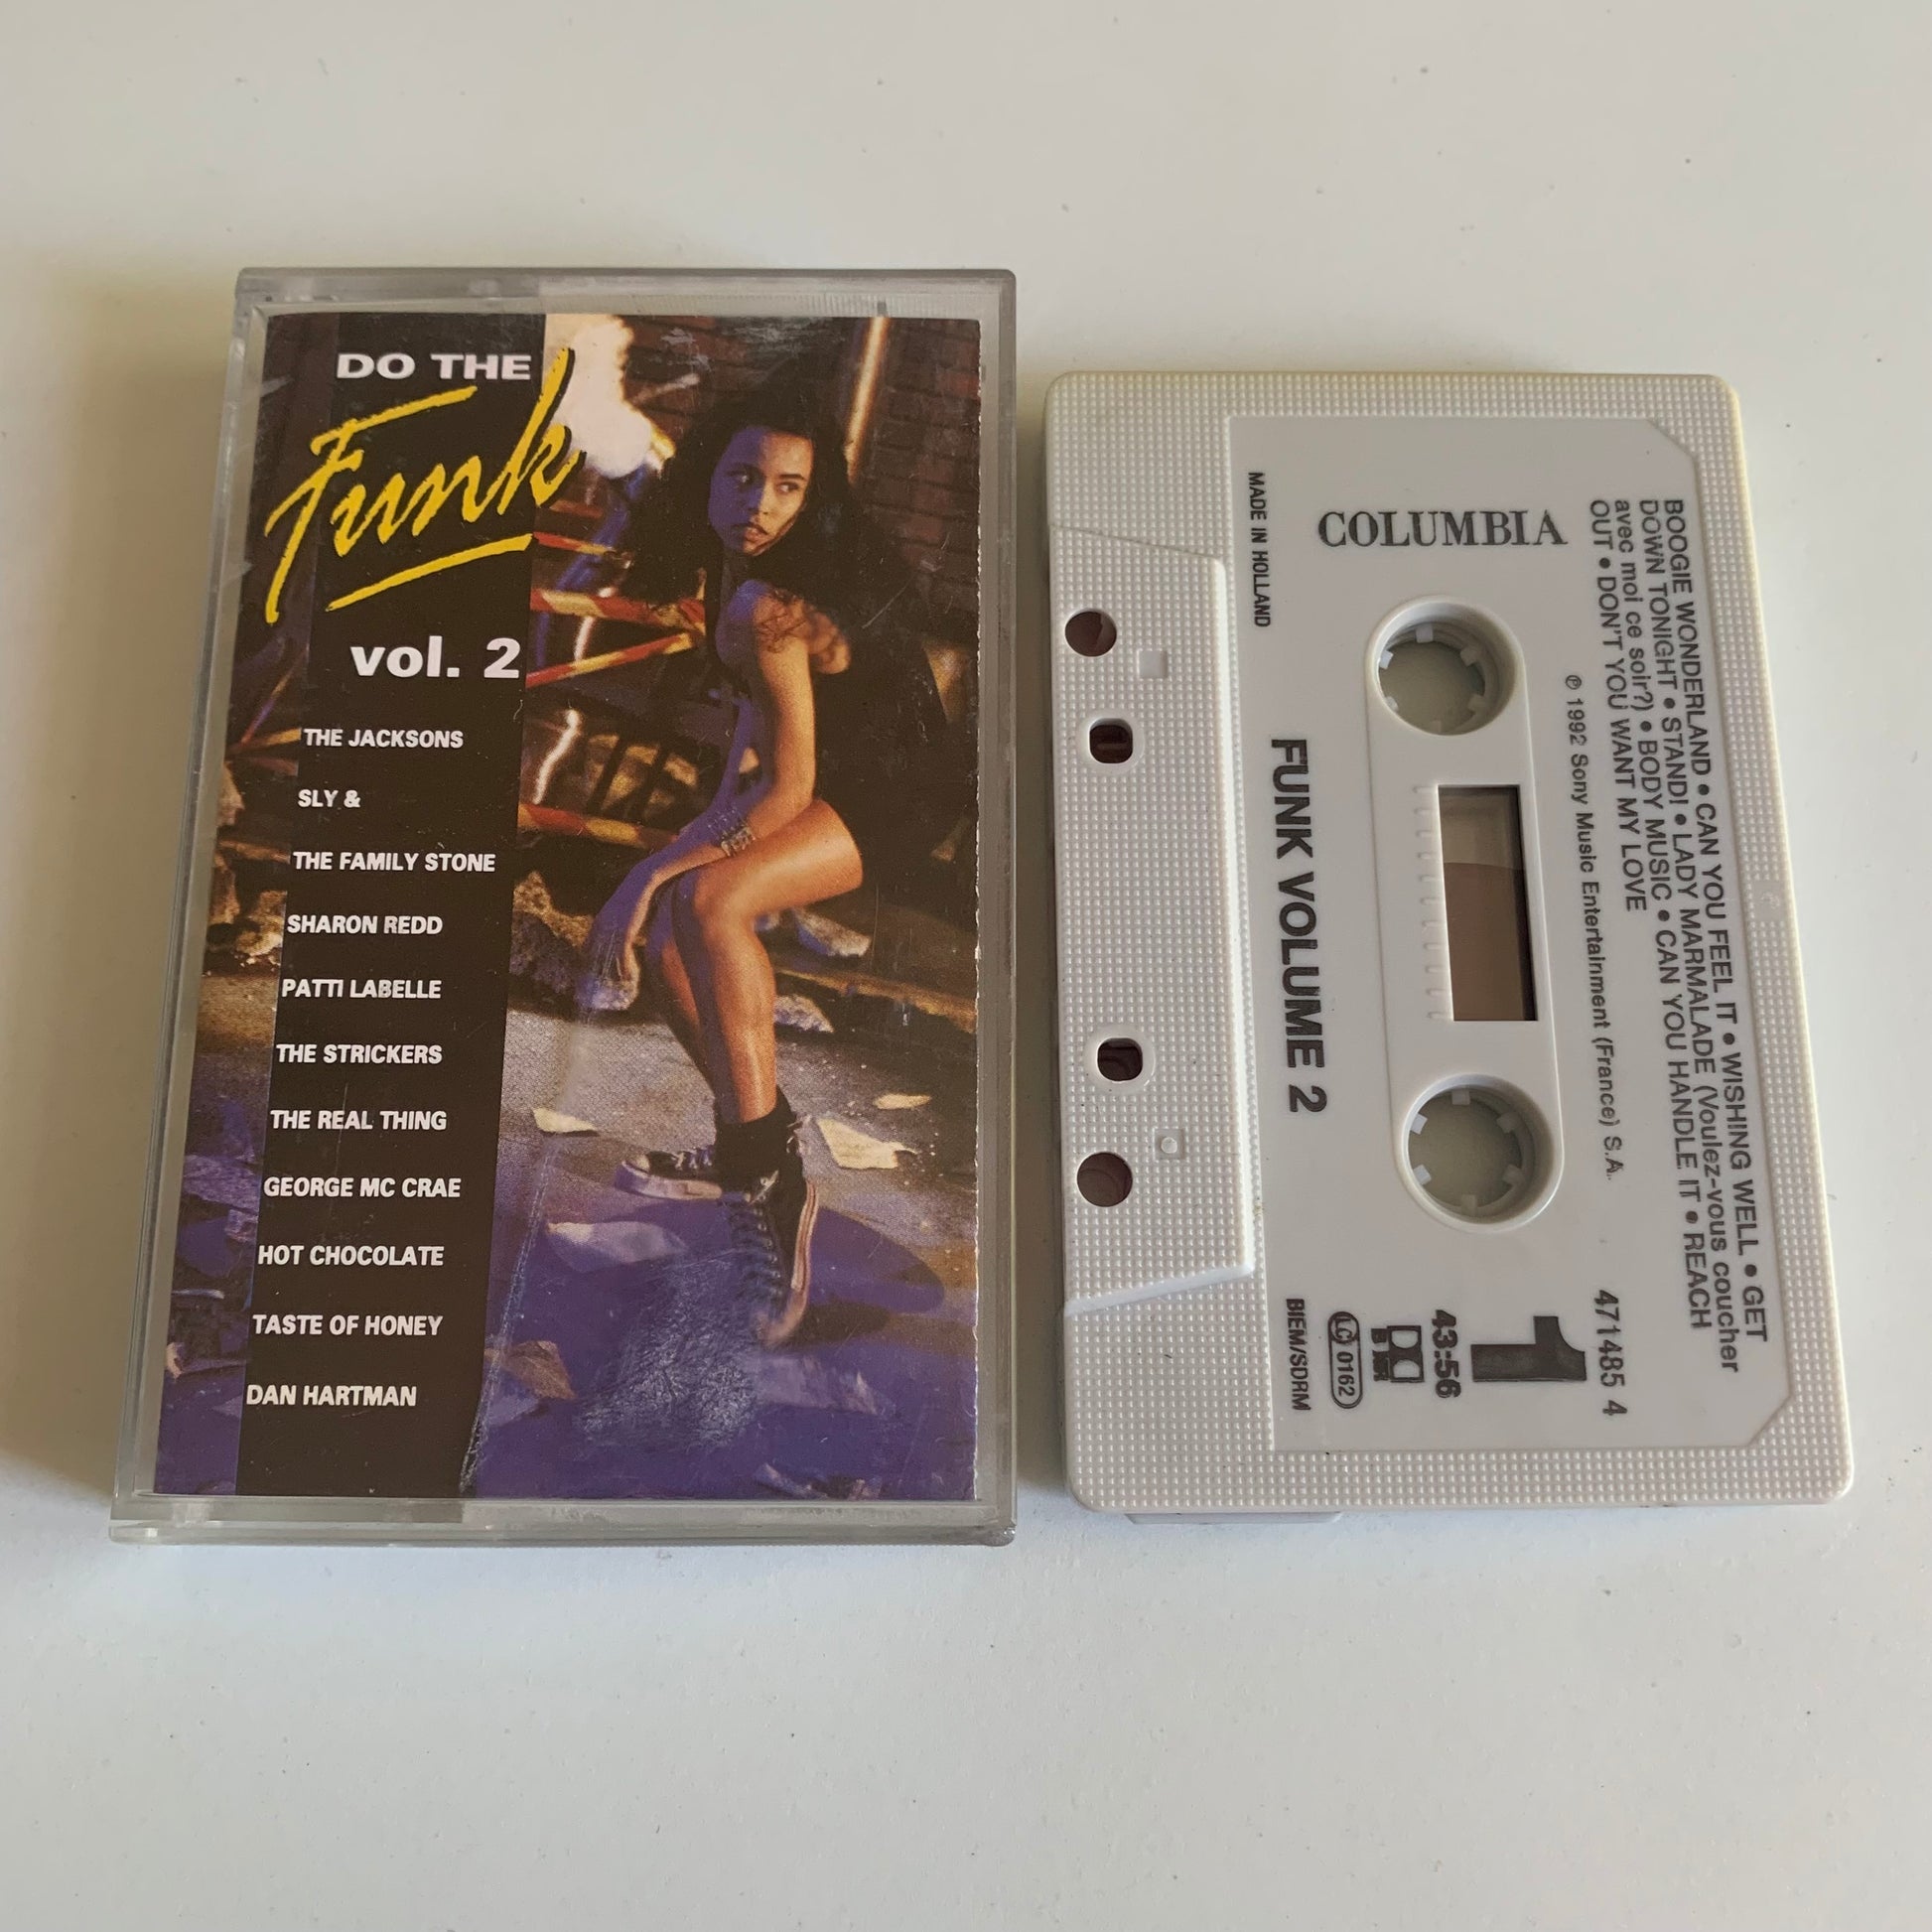 DO THE
Funk
vol. 2
THE JACKSONS
SLY &
THE FAMILY STONE
SHARON REDD
PATTI LABELLE
THE STRICKERS
THE REAL THING
GEORGE MC CRAE
HOT CHOCOLATE
TASTE OF HONEY
DAN HARTMAN
BOOGIE WONDERLAND • CAN YOU FEEL IT • WISHING WELL • GET
DOWN TONIGHT • STAND! • LADY MARMALADE (Voulez-vous coucher
avec moi ce soir?) • BODY MUSIC • CAN YOU HANDLE IT • REACH
OUT • DON'T YOU WANT MY LOVE
℗ 1992 Sony Music Entertainment (France) S.A.
471485 4
COLUMBIA
1
43:56
B NR
LC 0162
MADE IN HOLLAND
FUNK VOLUME 2
BIEM/SDRM